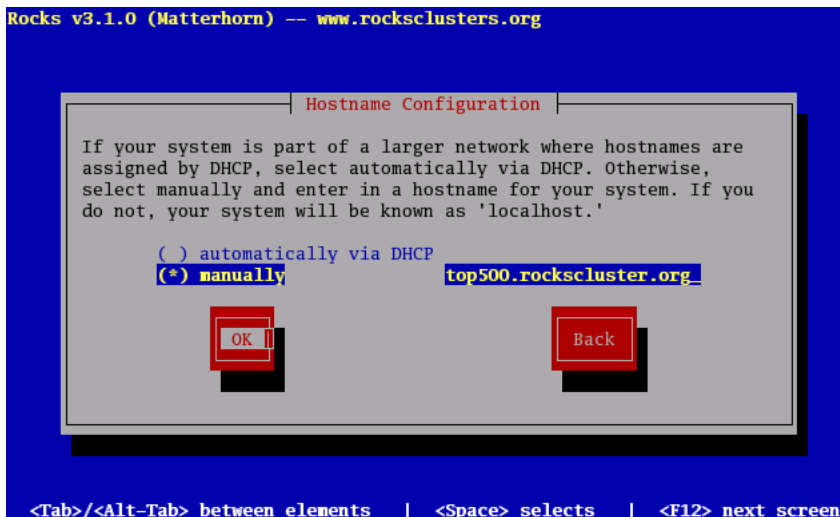 Rocks v3.1.0 (Matterhorn) -- www.rocksclusters.org
Hostname Configuration
If your system is part of a larger network where hostnames are
assigned by DHCP, select automatically via DHCP. Otherwise,
select manually and enter in a hostname for your system. If you
do not, your system will be known as 'localhost.'
( ) automatically via DHCP
(*) manually top500.rockscluster.org_
OK Back
<Tab>/<Alt-Tab> between elements | <Space> selects | <F12> next screen